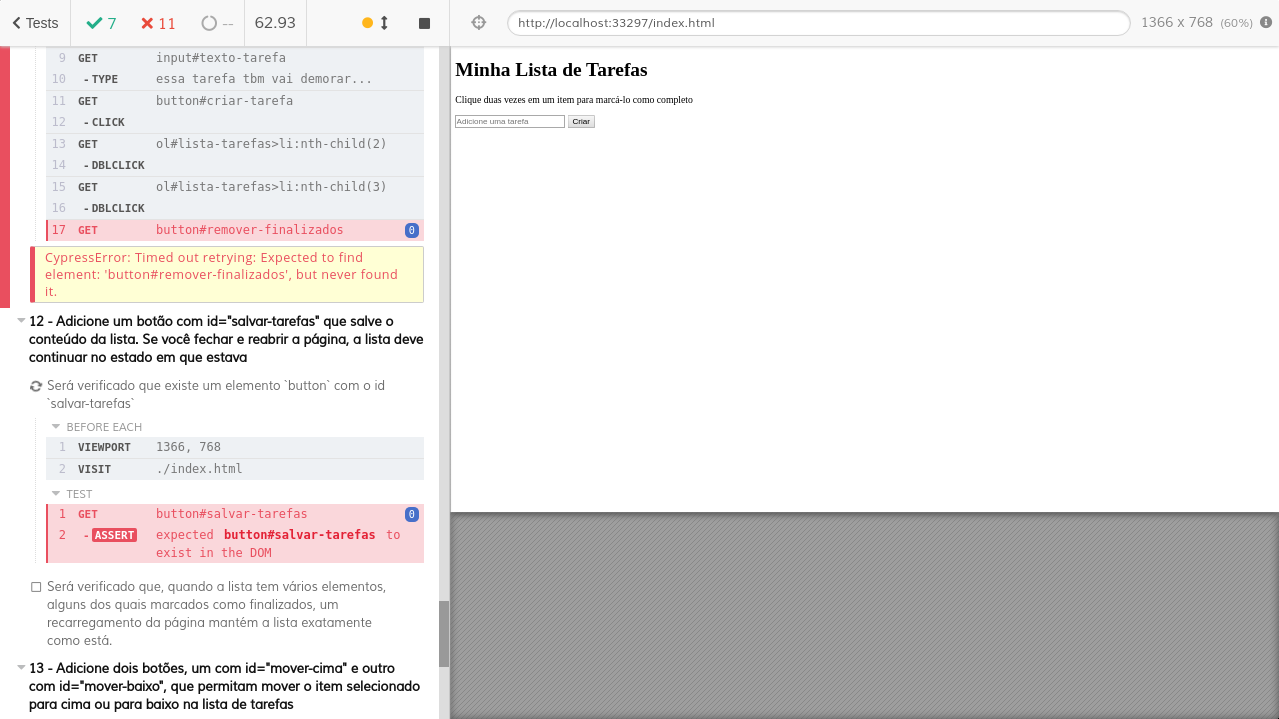 Tests 7 11 -- 62.93 http://localhost:33297/index.html 1366 x 768 (60%)
9 GET input#texto-tarefa
10 - TYPE essa tarefa tbm vai demorar...
11 GET button#criar-tarefa
12 - CLICK
13 GET ol#lista-tarefas>li:nth-child(2)
14 - DBLCLICK
15 GET ol#lista-tarefas>li:nth-child(3)
16 - DBLCLICK
17 GET button#remover-finalizados 0
CypressError: Timed out retrying: Expected to find
element: 'button#remover-finalizados', but never found
it.
12 - Adicione um botão com id="salvar-tarefas" que salve o
conteúdo da lista. Se você fechar e reabrir a página, a lista deve
continuar no estado em que estava
Será verificado que existe um elemento `button` com o id
`salvar-tarefas`
BEFORE EACH
1 VIEWPORT 1366, 768
2 VISIT ./index.html
TEST
1 GET button#salvar-tarefas 0
2 - ASSERT expected button#salvar-tarefas to
exist in the DOM
Será verificado que, quando a lista tem vários elementos,
alguns dos quais marcados como finalizados, um
recarregamento da página mantém a lista exatamente
como está.
13 - Adicione dois botões, um com id="mover-cima" e outro
com id="mover-baixo", que permitam mover o item selecionado
para cima ou para baixo na lista de tarefas
Minha Lista de Tarefas
Clique duas vezes em um item para marcá-lo como completo
Adicione uma tarefa Criar